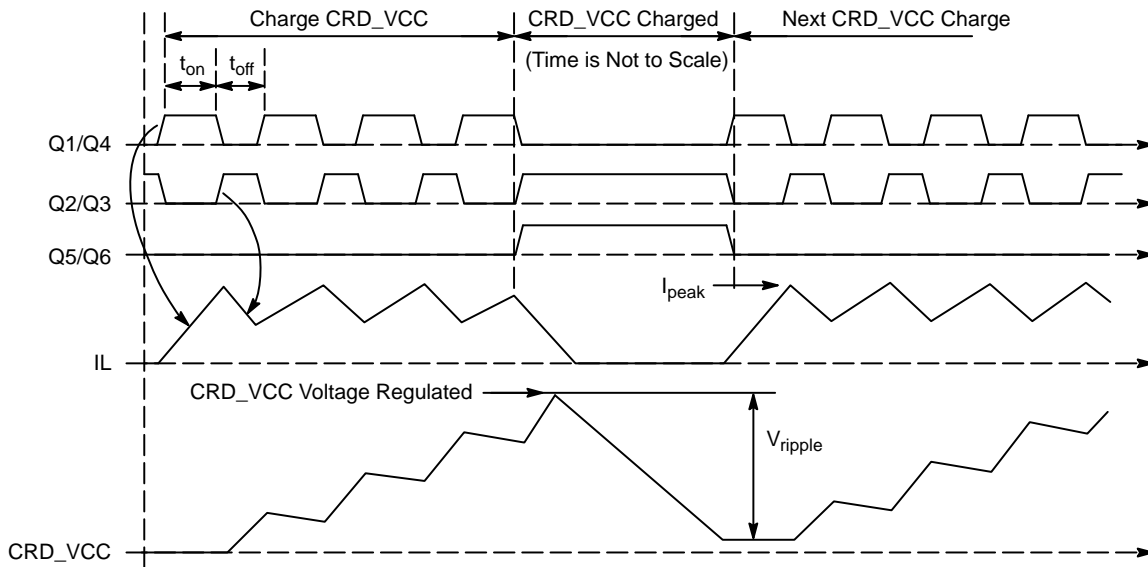 Charge CRD_VCC
CRD_VCC Charged
Next CRD_VCC Charge
(Time is Not to Scale)
ton
toff
Q1/Q4
Q2/Q3
Q5/Q6
Ipeak
IL
CRD_VCC Voltage Regulated
Vripple
CRD_VCC